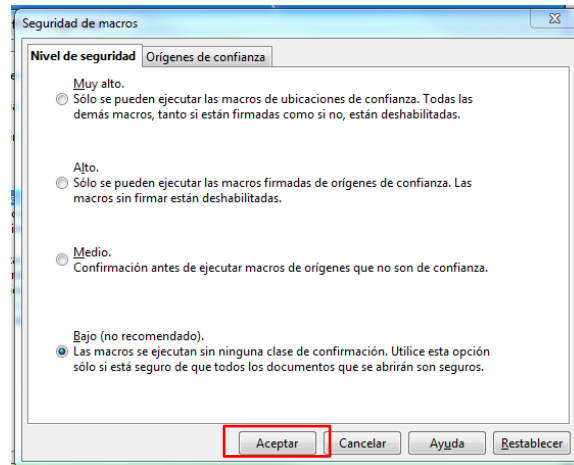 Seguridad de macros
Nivel de seguridad Orígenes de confianza
Muy alto.
Sólo se pueden ejecutar las macros de ubicaciones de confianza. Todas las
demás macros, tanto si están firmadas como si no, están deshabilitadas.
Alto.
Sólo se pueden ejecutar las macros firmadas de orígenes de confianza. Las
macros sin firmar están deshabilitadas.
Medio.
Confirmación antes de ejecutar macros de orígenes que no son de confianza.
Bajo (no recomendado).
Las macros se ejecutan sin ninguna clase de confirmación. Utilice esta opción
sólo si está seguro de que todos los documentos que se abrirán son seguros.
Aceptar Cancelar Ayuda Restablecer